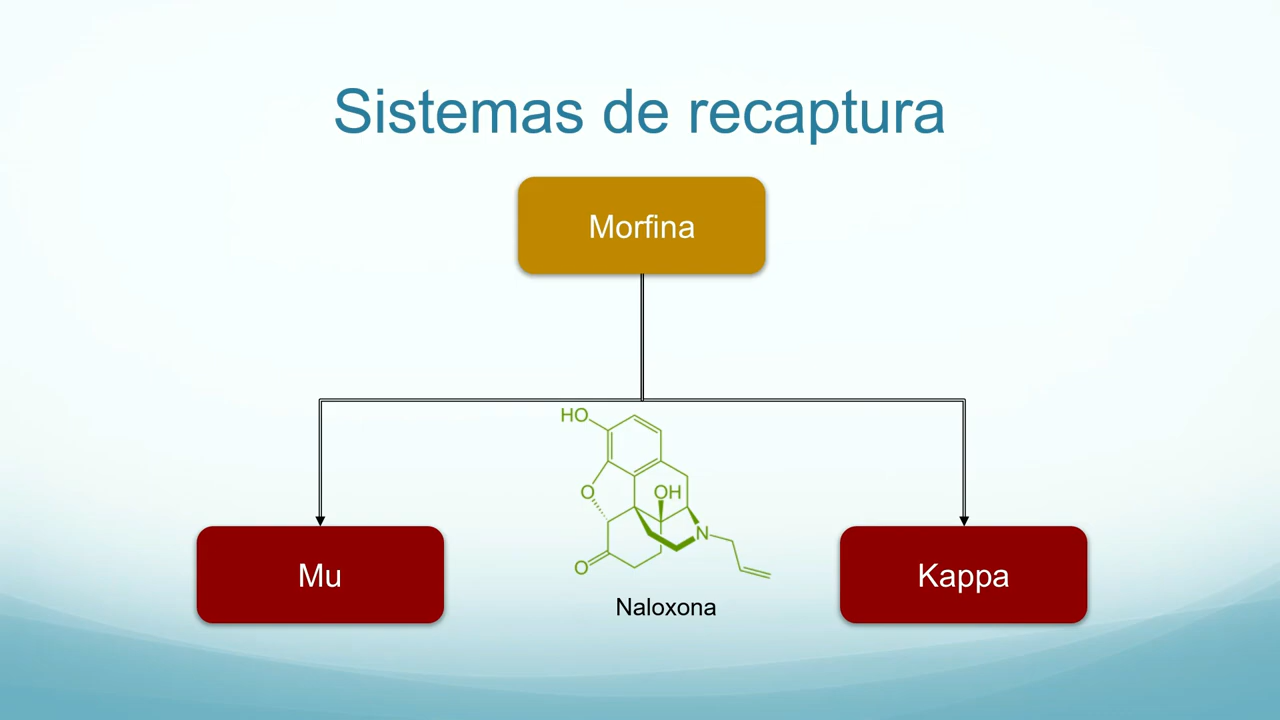 Sistemas de recaptura
Morfina
HO
O
OH
N
O
Mu
Kappa
Naloxona